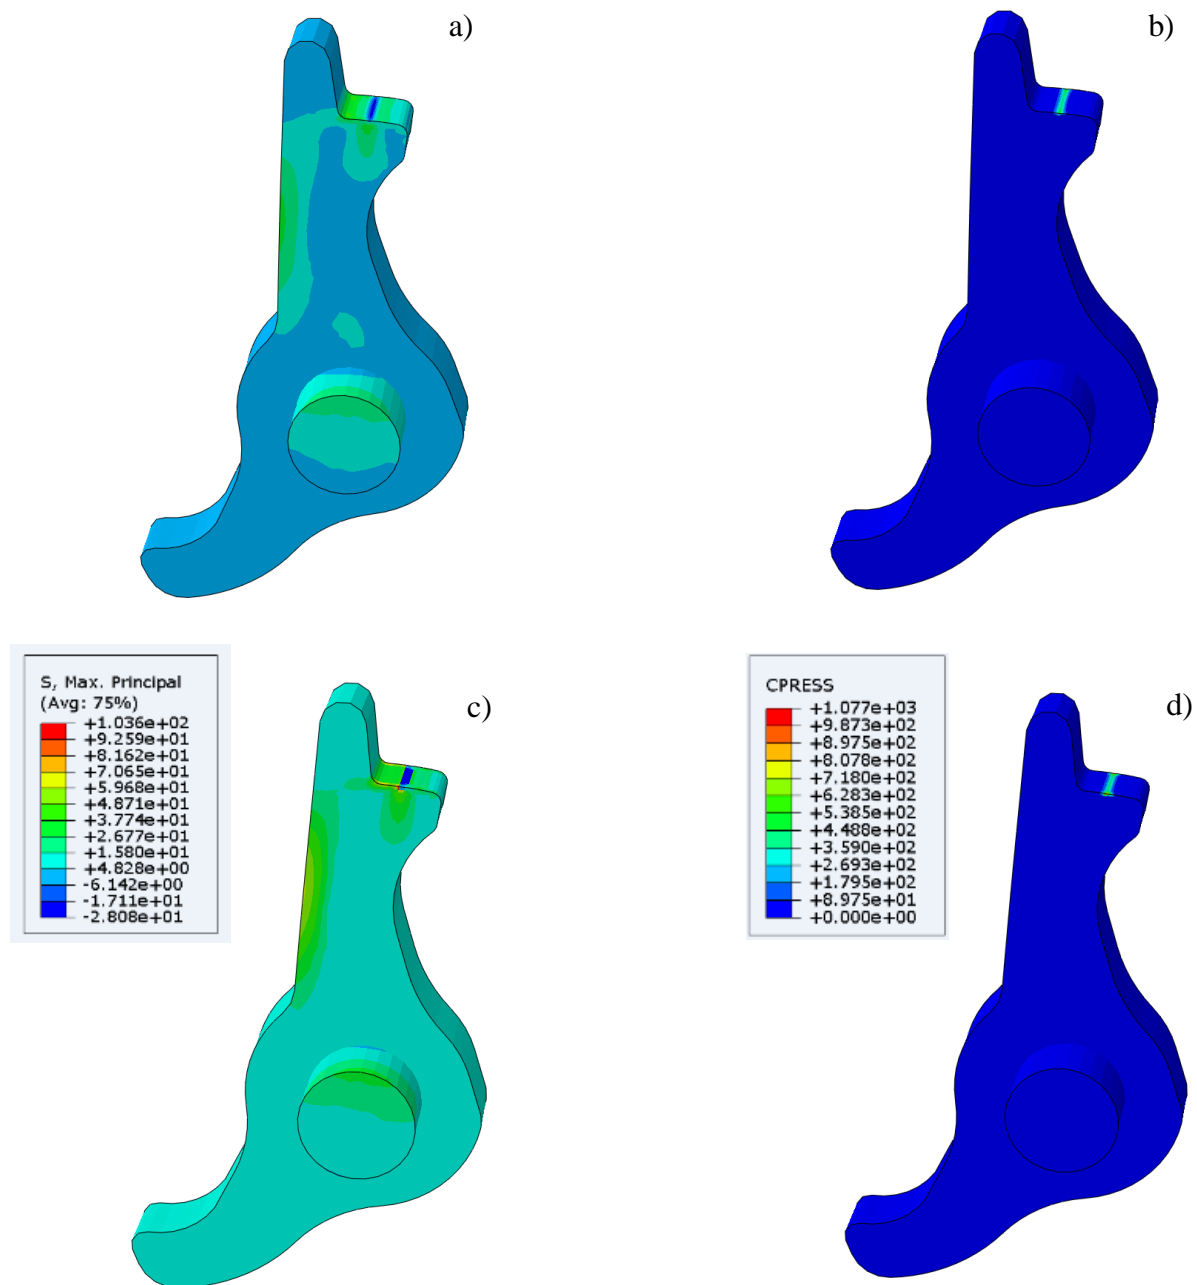 a)
b)
S, Max. Principal
(Avg: 75%)
+1.036e+02
+9.259e+01
+8.162e+01
+7.065e+01
+5.968e+01
+4.871e+01
+3.774e+01
+2.677e+01
+1.580e+01
+4.828e+00
-6.142e+00
-1.711e+01
-2.808e+01
c)
CPRESS
+1.077e+03
+9.873e+02
+8.975e+02
+8.078e+02
+7.180e+02
+6.283e+02
+5.385e+02
+4.488e+02
+3.590e+02
+2.693e+02
+1.795e+02
+8.975e+01
+0.000e+00
d)